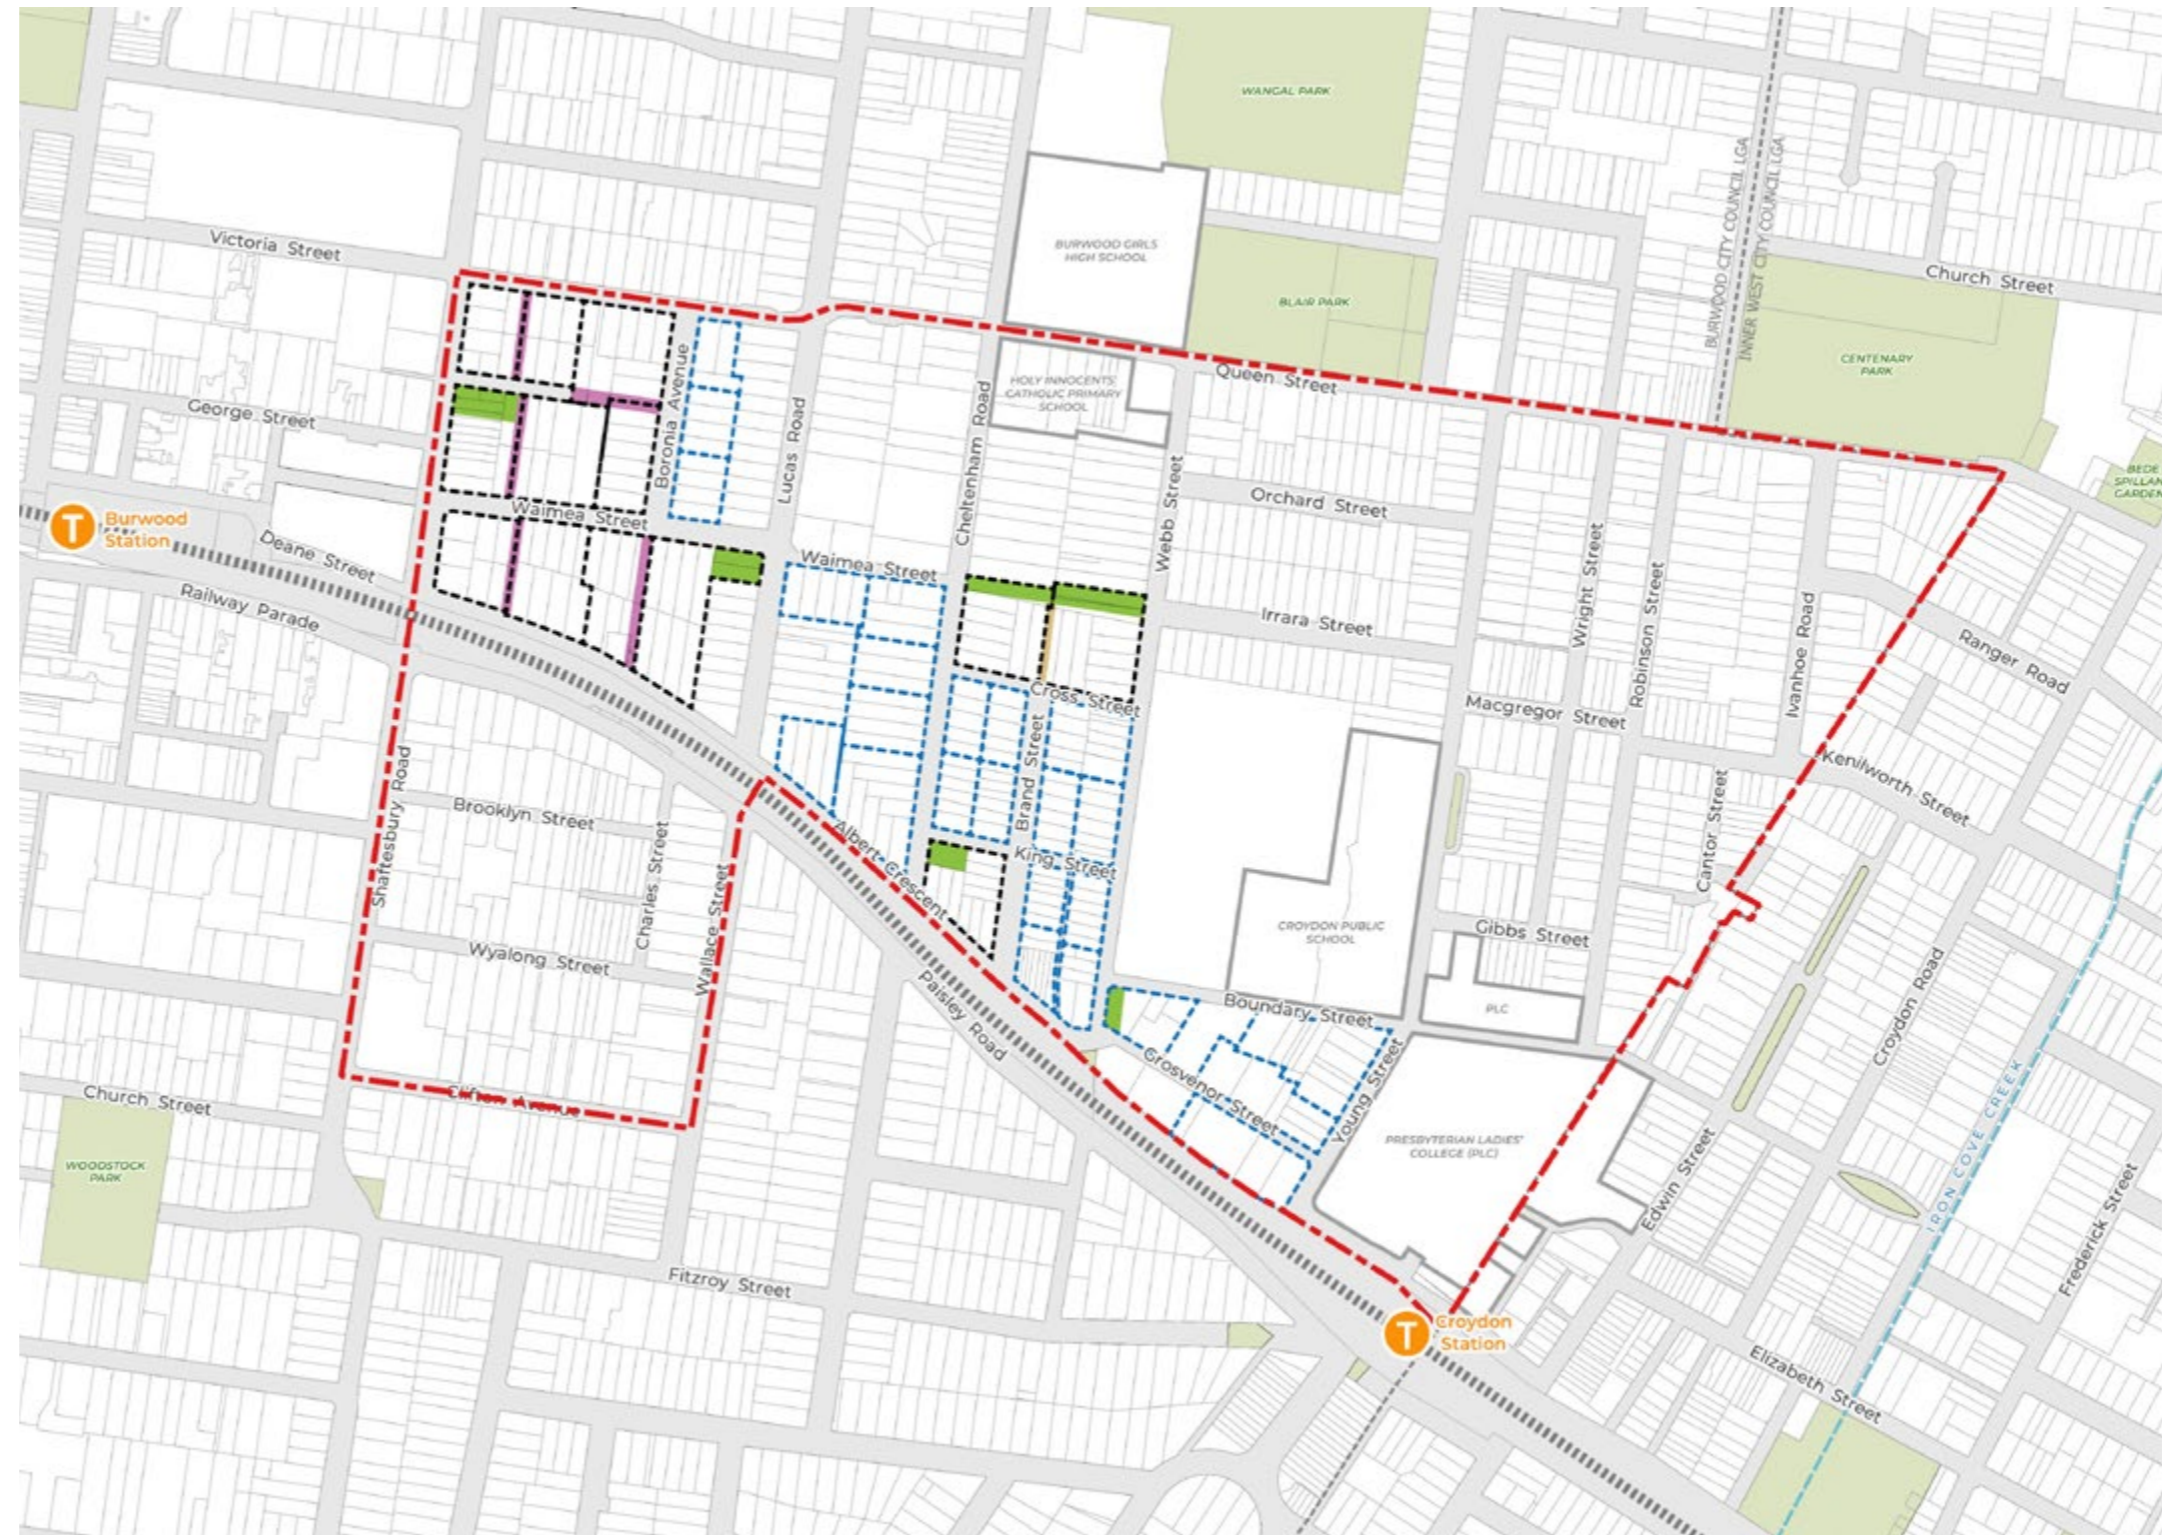 WANGAL PARK
BURWOOD CITY COUNCIL LGA
INNER WEST CITY COUNCIL LGA
Victoria Street
BURWOOD GIRLS
HIGH SCHOOL
Church Street
BLAIR PARK
CENTENARY
PARK
Boronia Avenue
HOLY INNOCENTS'
CATHOLIC PRIMARY
SCHOOL
Queen Street
George Street
Lucas Road
Cheltenham Road
Webb Street
BEDE
SPILLAN
GARDEN
Orchard Street
Waimea Street
T
Burwood
Station
Deane Street
Railway Parade
Waimea Street
Irrara Street
Wright Street
Robinson Street
Ivanhoe Road
Ranger Road
Cross Street
Macgregor Street
Kenilworth Street
Brand Street
Shaftesbury Road
Brooklyn Street
Charles Street
Wallace Street
Albert Crescent
King Street
Cantor Street
CROYDON PUBLIC
SCHOOL
Gibbs Street
Wyalong Street
Paisley Road
Boundary Street
PLC
Croydon Road
Grosvenor Street
Young Street
Church Street
Clifton Avenue
PRESBYTERIAN LADIES'
COLLEGE (PLC)
WOODSTOCK
PARK
Edwin Street
IRON COVE CREEK
Frederick Street
Fitzroy Street
T
Croydon
Station
Elizabeth Street